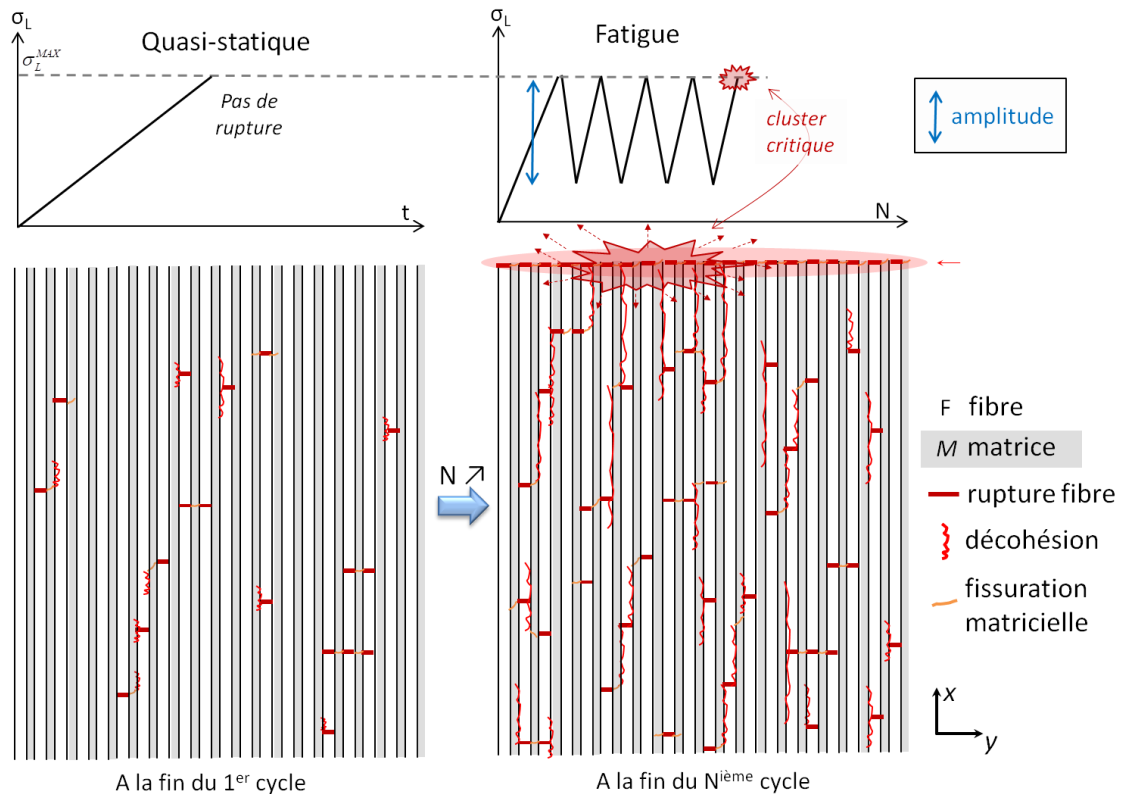 σL
σL^MAX
Quasi-statique
Pas de
rupture
t
σL
Fatigue
cluster
critique
N
amplitude
N ↗
F fibre
M matrice
rupture fibre
décohésion
fissuration
matricielle
x
y
A la fin du 1er cycle
A la fin du Nième cycle